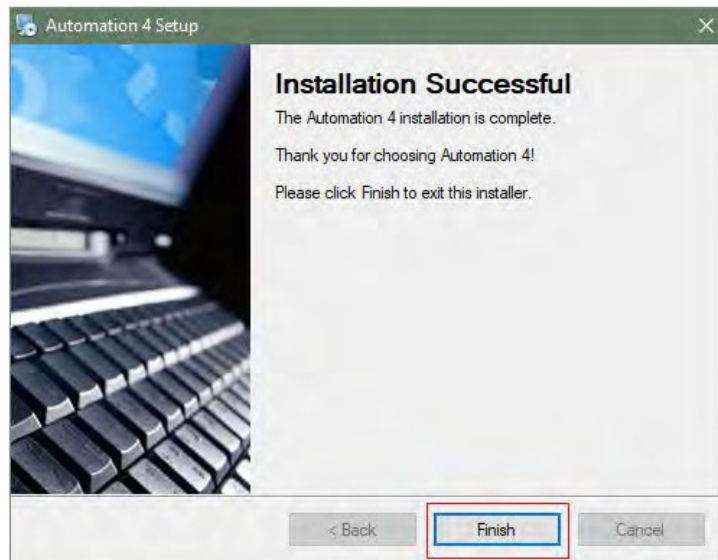 Automation 4 Setup
Installation Successful
The Automation 4 installation is complete.
Thank you for choosing Automation 4!
Please click Finish to exit this installer.
< Back
Finish
Cancel